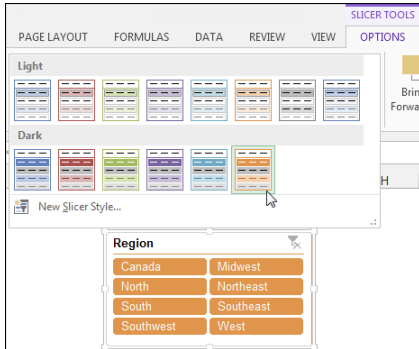 SLICER TOOLS
PAGE LAYOUT FORMULAS DATA REVIEW VIEW OPTIONS
Light
Brin
Forwa
Dark
H
New Slicer Style...
Region
Canada Midwest
North Northeast
South Southeast
Southwest West